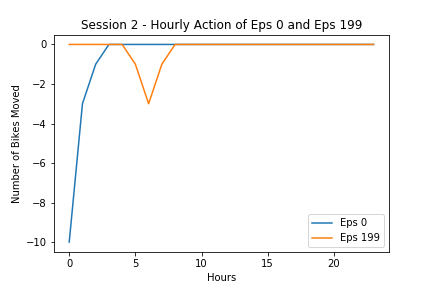 Session 2 - Hourly Action of Eps 0 and Eps 199
Number of Bikes Moved
0
−2
−4
−6
−8
−10
0 5 10 15 20
Hours
Eps 0
Eps 199